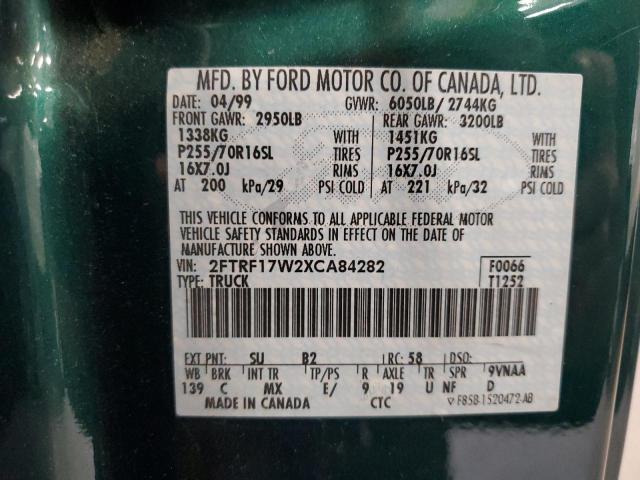 MFD. BY FORD MOTOR CO. OF CANADA, LTD.
DATE: 04/99 GVWR: 6050LB/ 2744KG
FRONT GAWR: 2950LB REAR GAWR: 3200LB
1338KG WITH 1451KG WITH
P255/70R16SL TIRES P255/70R16SL TIRES
16X7.0J RIMS 16X7.0J RIMS
AT 200 kPa/29 PSI COLD AT 221 kPa/32 PSI COLD
THIS VEHICLE CONFORMS TO ALL APPLICABLE FEDERAL MOTOR
VEHICLE SAFETY STANDARDS IN EFFECT ON THE DATE OF
MANUFACTURE SHOWN ABOVE.
VIN: 2FTRF17W2XCA84282 F0066
TYPE: TRUCK T1252
EXT PNT: SU B2 RC: 58 DSO:
WB BRK INT TR TP/PS R AXLE TR SPR 9VNAA
139 C MX E/ 9 19 U NF D
MADE IN CANADA CTC F85B-1520472-AB